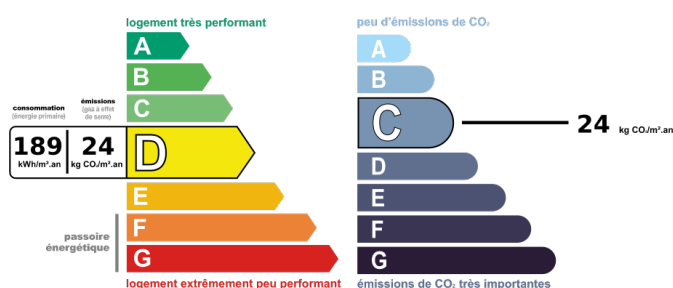 logement très performant
A
B
C
consommation
(énergie primaire)
émissions
(gaz à effet
de serre)
189
kWh/m².an
24
kg CO₂/m².an
D
E
F
G
passoire
énergétique
logement extrêmement peu performant
peu d'émissions de CO₂
A
B
C
24 kg CO₂/m².an
D
E
F
G
émissions de CO₂ très importantes